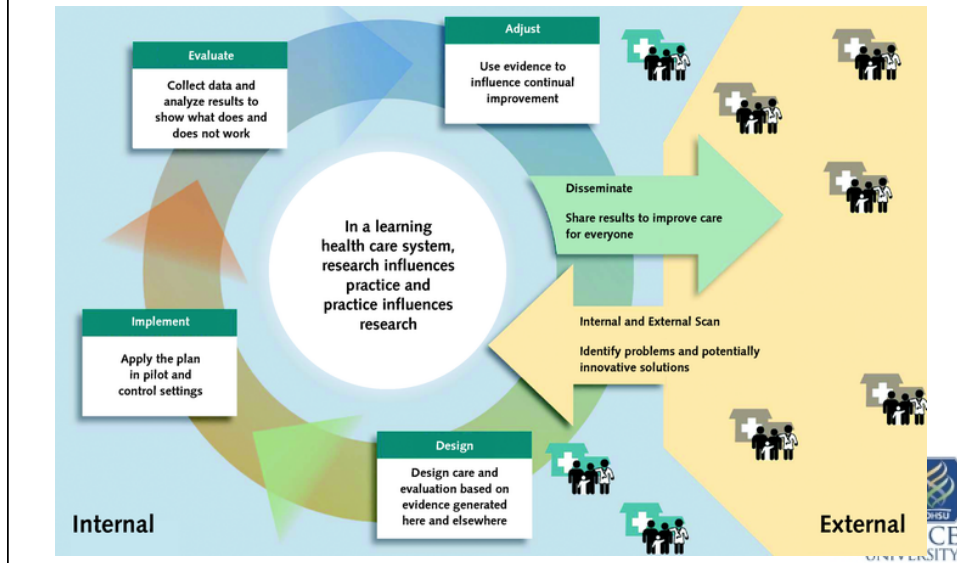 Evaluate
Collect data and
analyze results to
show what does and
does not work
Adjust
Use evidence to
influence continual
improvement
Disseminate
Share results to improve care
for everyone
In a learning
health care system,
research influences
practice and
practice influences
research
Internal and External Scan
Identify problems and potentially
innovative solutions
Implement
Apply the plan
in pilot and
control settings
Design
Design care and
evaluation based on
evidence generated
here and elsewhere
Internal
External
OHSU
CE
UNIVERSITY